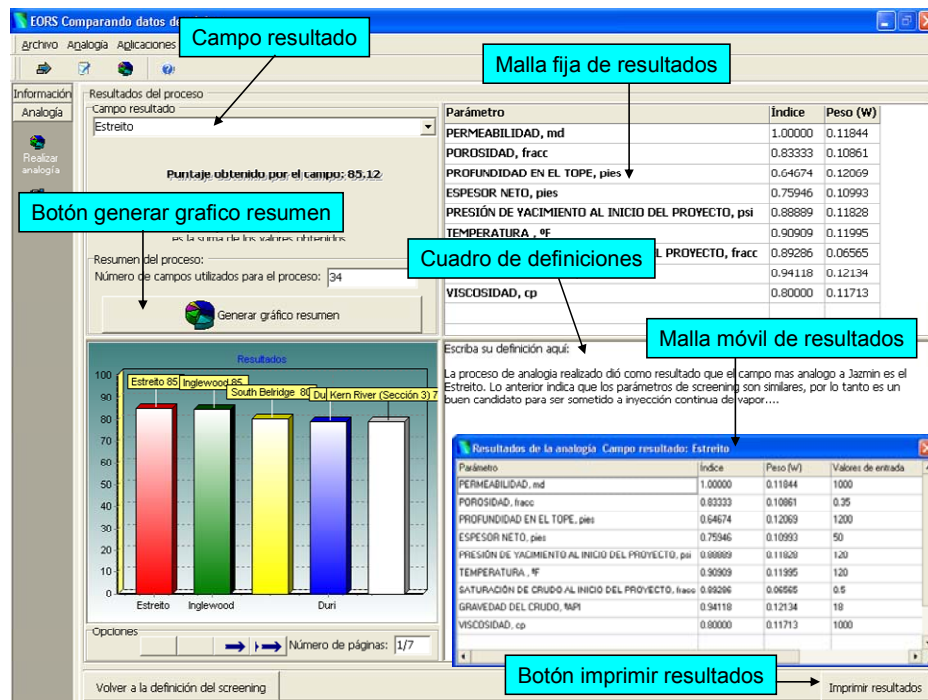 EORS Comparando datos de
Campo resultado
Archivo Analogía Aplicaciones
Malla fija de resultados
Información
Analogía
Realizar analogía
Resultados del proceso
Campo resultado
Estreito
Puntaje obtenido por el campo: 85.12
Botón generar grafico resumen
es la suma de los valores obtenidos
Resumen del proceso:
Número de campos utilizados para el proceso: 34
Generar gráfico resumen
Parámetro Índice Peso (W)
PERMEABILIDAD, md 1.00000 0.11844
POROSIDAD, fracc 0.83333 0.10861
PROFUNDIDAD EN EL TOPE, pies 0.64674 0.12069
ESPESOR NETO, pies 0.75946 0.10993
PRESIÓN DE YACIMIENTO AL INICIO DEL PROYECTO, psi 0.88889 0.11828
TEMPERATURA , ºF 0.90909 0.11995
L PROYECTO, fracc 0.89286 0.06565
0.94118 0.12134
VISCOSIDAD, cp 0.80000 0.11713
Cuadro de definiciones
Malla móvil de resultados
Resultados
100
90
80
70
60
50
40
30
20
10
0
Estreito 85
Inglewood 85
South Belridge 80
Du
Kern River (Sección 3) 7
Estreito Inglewood Duri
Opciones
Número de páginas: 1/7
Escriba su definición aquí:
La proceso de analogia realizado dió como resultado que el campo mas analogo a Jazmin es el
Estreito. Lo anterior indica que los parámetros de screening son similares, por lo tanto es un
buen candidato para ser sometido a inyección continua de vapor....
Resultados de la analogía Campo resultado: Estreito
Parámetro Índice Peso (W) Valores de entrada
PERMEABILIDAD, md 1.00000 0.11844 1000
POROSIDAD, fracc 0.83333 0.10861 0.35
PROFUNDIDAD EN EL TOPE, pies 0.64674 0.12069 1200
ESPESOR NETO, pies 0.75946 0.10993 50
PRESIÓN DE YACIMIENTO AL INICIO DEL PROYECTO, psi 0.88889 0.11828 120
TEMPERATURA , ºF 0.90909 0.11995 120
SATURACIÓN DE CRUDO AL INICIO DEL PROYECTO, fracc 0.89286 0.06565 0.5
GRAVEDAD DEL CRUDO, ºAPI 0.94118 0.12134 18
VISCOSIDAD, cp 0.80000 0.11713 1000
Botón imprimir resultados
Volver a la definición del screening
Imprimir resultados